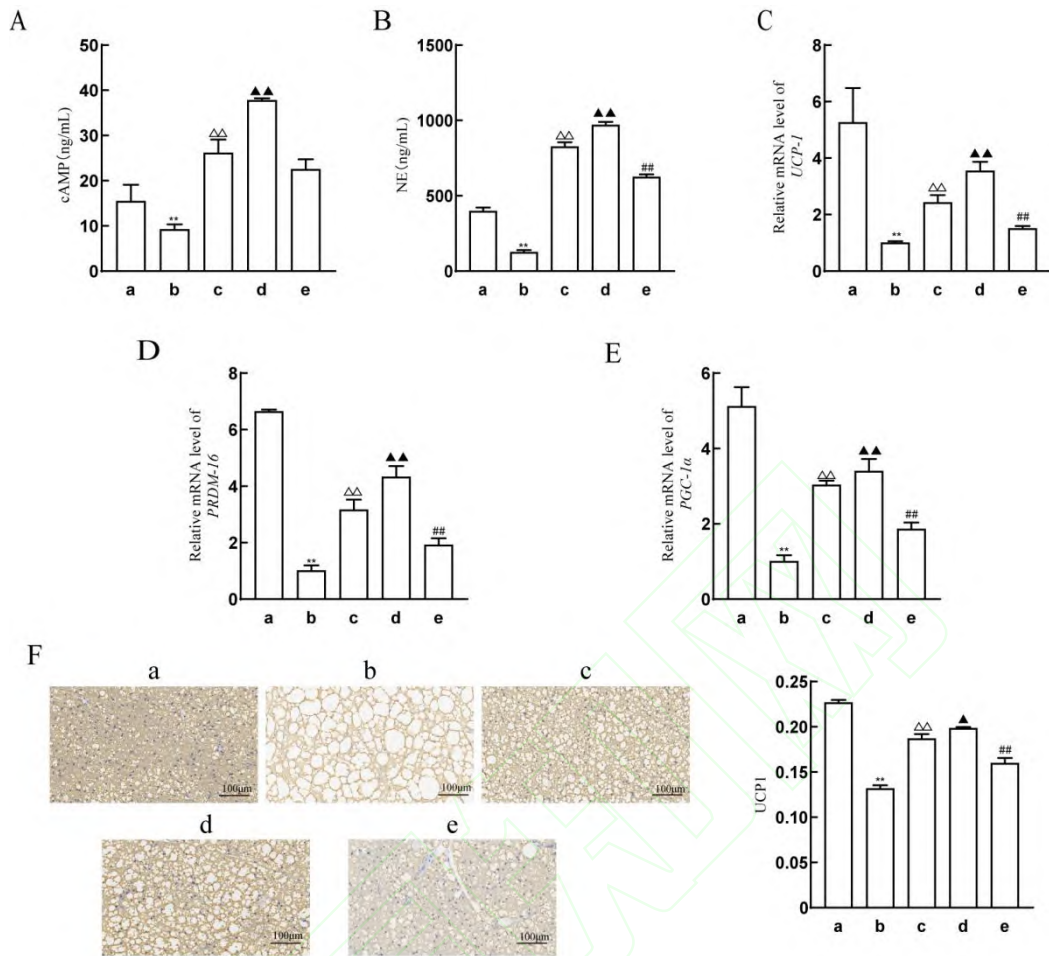 A
cAMP(ng/mL)
50
40
30
20
10
0
**
△△
▲▲
a b c d e
B
NE(ng/mL)
1500
1000
500
0
**
△△
▲▲
##
a b c d e
C
Relative mRNA level of
UCP-1
8
6
4
2
0
**
△△
▲▲
##
a b c d e
D
Relative mRNA level of
PRDM-16
8
6
4
2
0
**
△△
▲▲
##
a b c d e
E
Relative mRNA level of
PGC-1α
6
4
2
0
**
△△
▲▲
##
a b c d e
F
a b c
100μm 100μm 100μm
d e
100μm 100μm
UCP1
0.25
0.20
0.15
0.10
0.05
0
**
△△
▲
##
a b c d e